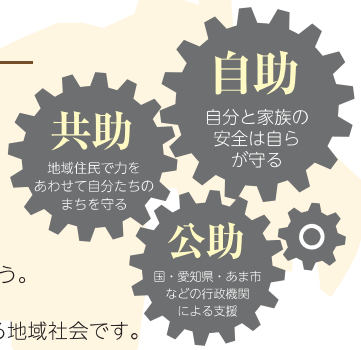 自助
自分と家族の
安全は自ら
が守る
共助
地域住民で力を
あわせて自分たちの
まちを守る
公助
国・愛知県・あま市
などの行政機関
による支援
う。
地域社会です。